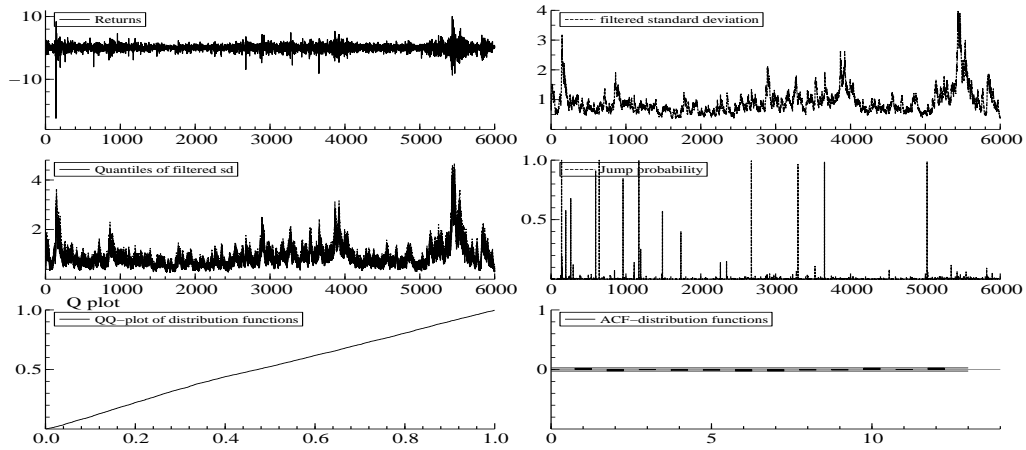 10
Returns
−10
0 1000 2000 3000 4000 5000 6000
4
filtered standard deviation
3
2
1
0 1000 2000 3000 4000 5000 6000
4
Quantiles of filtered sd
2
0 1000 2000 3000 4000 5000 6000
1.0
Jump probability
0.5
0 1000 2000 3000 4000 5000 6000
Q plot
1.0
QQ−plot of distribution functions
0.5
0.0 0.2 0.4 0.6 0.8 1.0
1
ACF−distribution functions
0
0 5 10